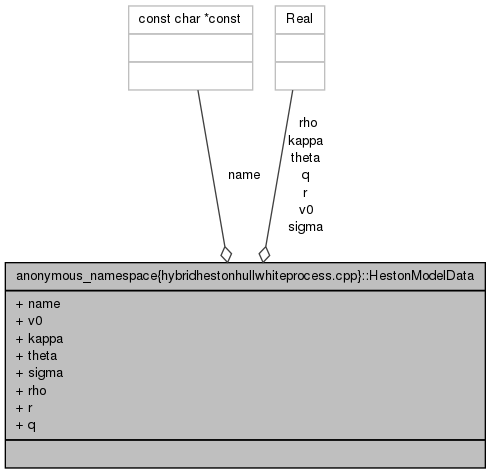 const char *const
Real
rho
kappa
theta
q
r
v0
sigma
name
anonymous_namespace{hybridhestonhullwhiteprocess.cpp}::HestonModelData
+ name
+ v0
+ kappa
+ theta
+ sigma
+ rho
+ r
+ q